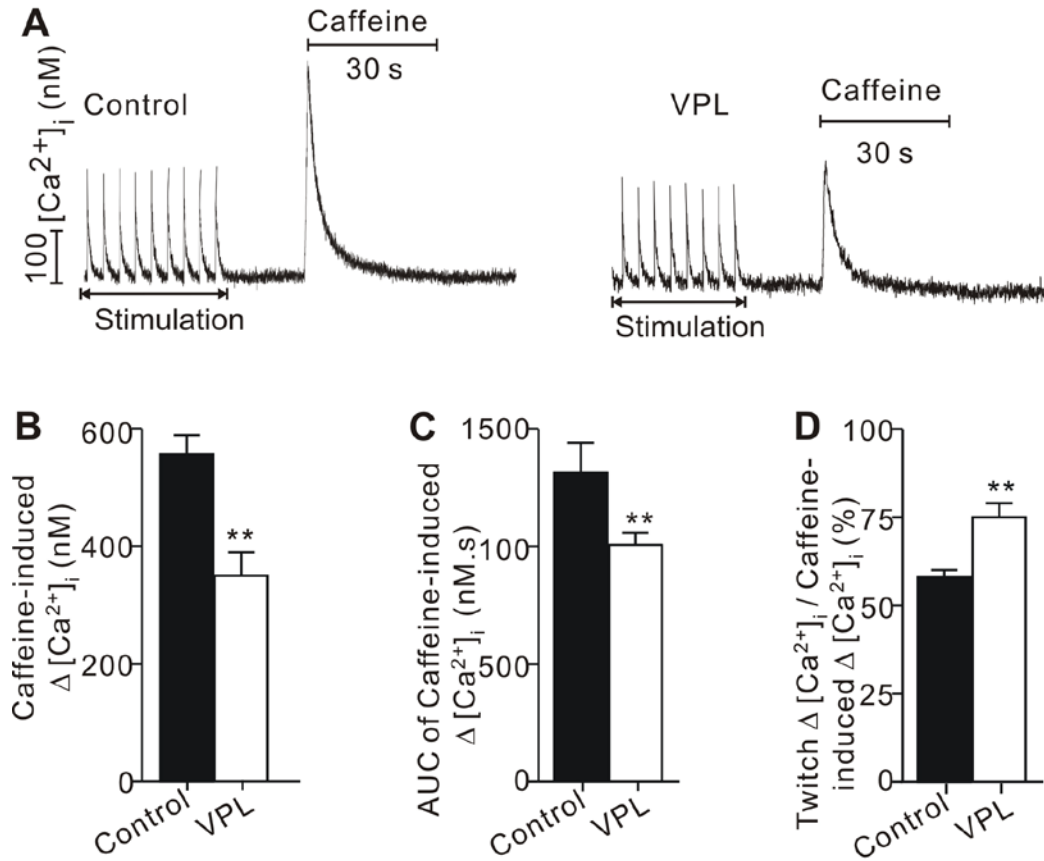 A
Caffeine
30 s
Control
100 [Ca²⁺]ᵢ (nM)
Stimulation
VPL
Caffeine
30 s
Stimulation
B
Caffeine-induced
Δ [Ca²⁺]ᵢ (nM)
600
400
200
0
Control
VPL
**
C
AUC of Caffeine-induced
Δ [Ca²⁺]ᵢ (nM.s)
1500
1000
500
0
Control
VPL
**
D
Twitch Δ [Ca²⁺]ᵢ / Caffeine-
induced Δ [Ca²⁺]ᵢ (%)
100
75
50
25
0
Control
VPL
**